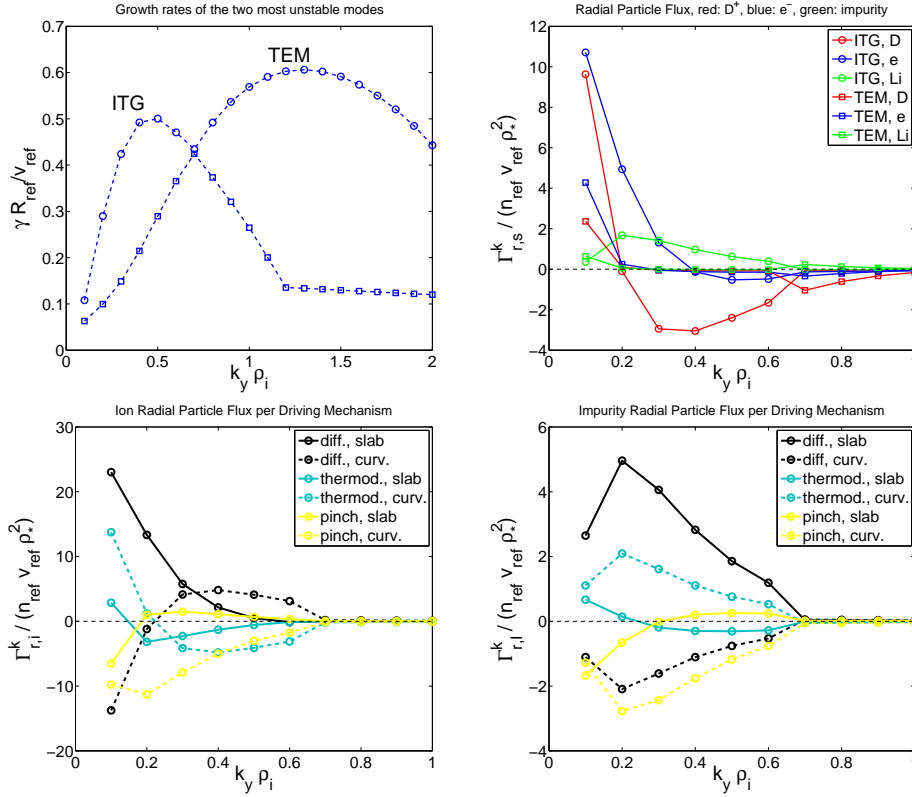 Growth rates of the two most unstable modes
0.7
0.6
0.5
0.4
0.3
0.2
0.1
0
γ R_ref/v_ref
ITG
TEM
0 0.5 1 1.5 2
k_y ρ_i
Radial Particle Flux, red: D⁺, blue: e⁻, green: impurity
12
10
8
6
4
2
0
−2
−4
Γ^k_{r,s} / (n_ref v_ref ρ_*^2)
ITG, D
ITG, e
ITG, Li
TEM, D
TEM, e
TEM, Li
0 0.2 0.4 0.6 0.8 1
k_y ρ_i
Ion Radial Particle Flux per Driving Mechanism
30
20
10
0
−10
−20
Γ^k_{r,i} / (n_ref v_ref ρ_*^2)
diff., slab
diff., curv.
thermod., slab
thermod., curv.
pinch, slab
pinch, curv.
0 0.2 0.4 0.6 0.8 1
k_y ρ_i
Impurity Radial Particle Flux per Driving Mechanism
6
4
2
0
−2
−4
Γ^k_{r,I} / (n_ref v_ref ρ_*^2)
diff., slab
diff., curv.
thermod., slab
thermod., curv.
pinch, slab
pinch, curv.
0 0.2 0.4 0.6 0.8 1
k_y ρ_i